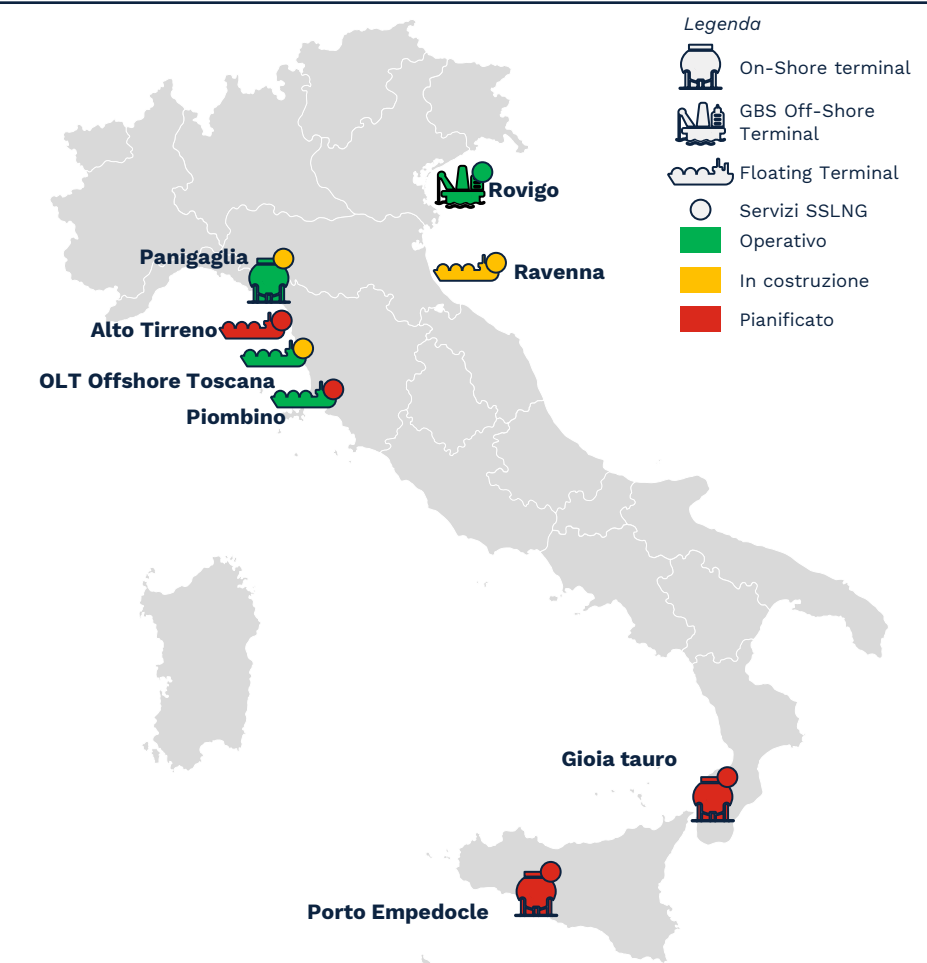 Legenda
On-Shore terminal
GBS Off-Shore
Terminal
Floating Terminal
Servizi SSLNG
Operativo
In costruzione
Pianificato
Rovigo
Panigaglia
Ravenna
Alto Tirreno
OLT Offshore Toscana
Piombino
Gioia tauro
Porto Empedocle